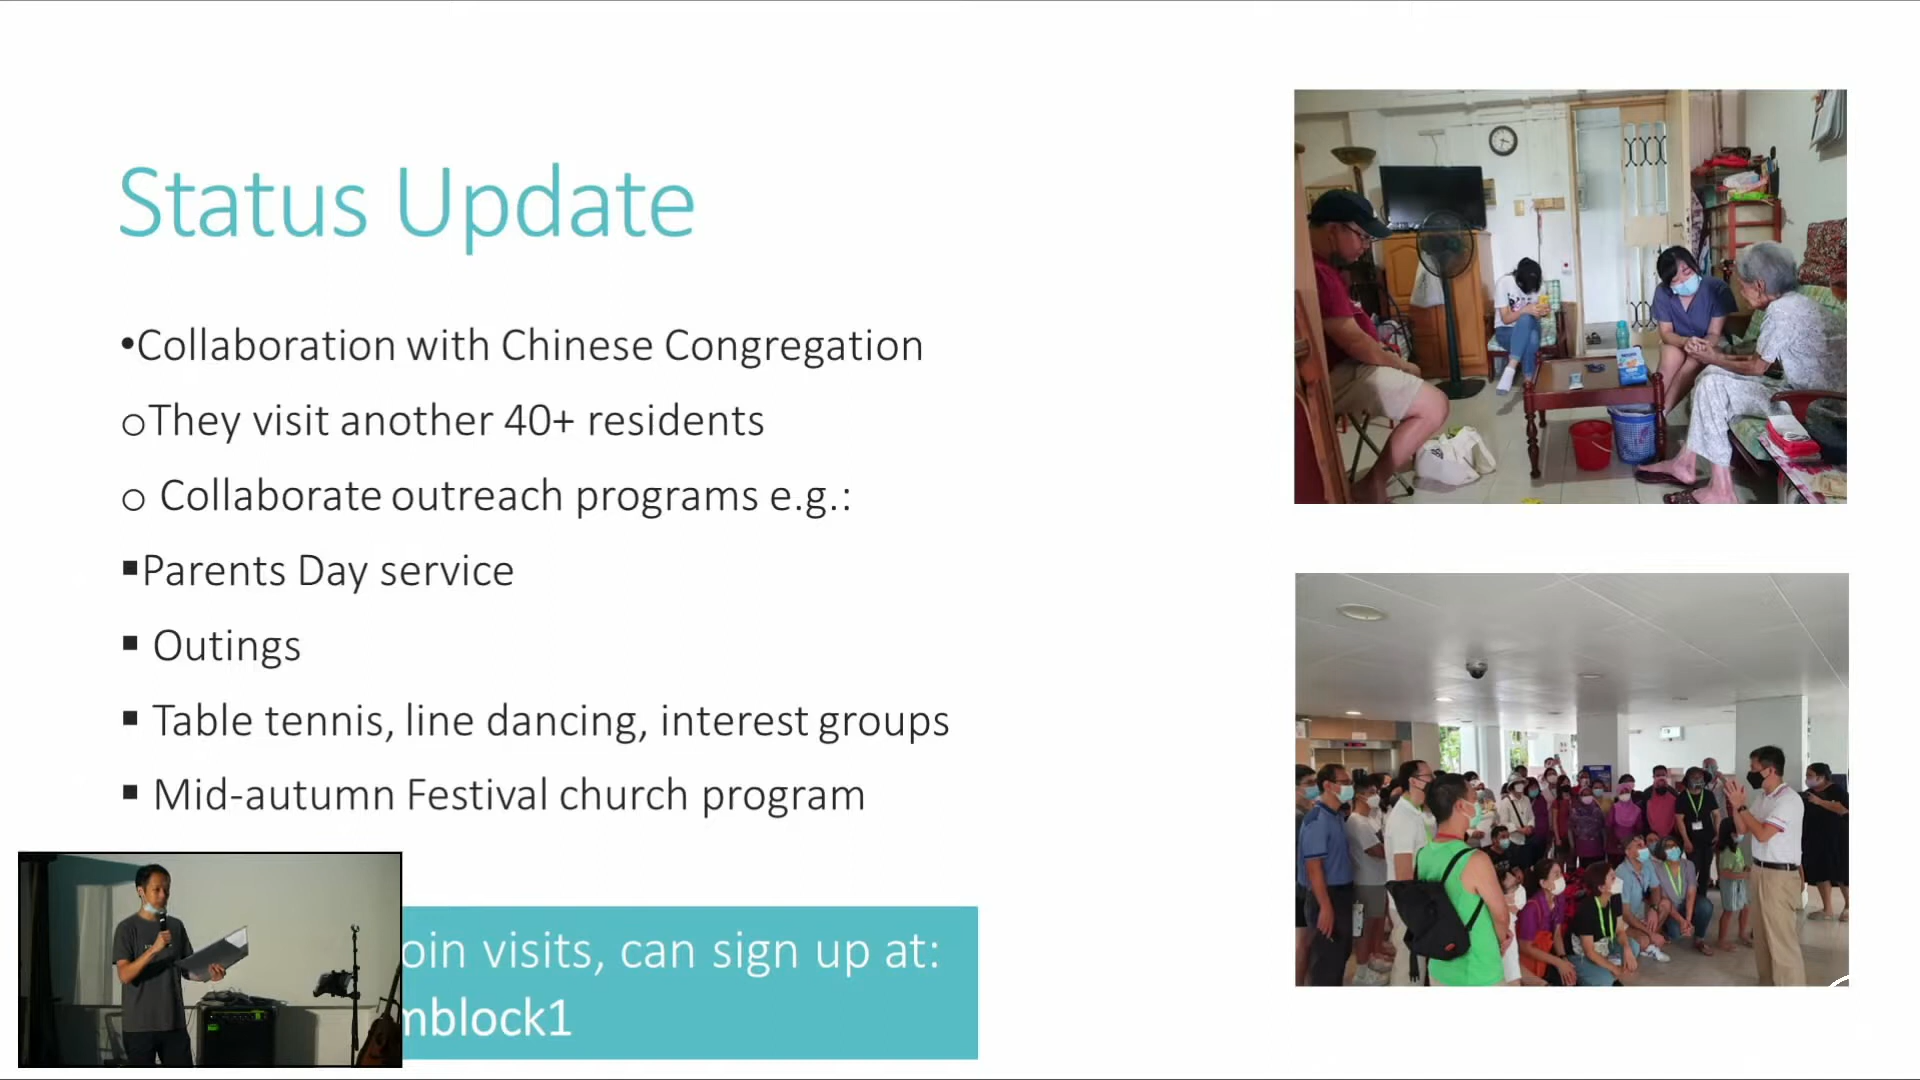 Status Update
•Collaboration with Chinese Congregation
oThey visit another 40+ residents
o Collaborate outreach programs e.g.:
▪Parents Day service
▪ Outings
▪ Table tennis, line dancing, interest groups
▪ Mid-autumn Festival church program
oin visits, can sign up at:
mblock1